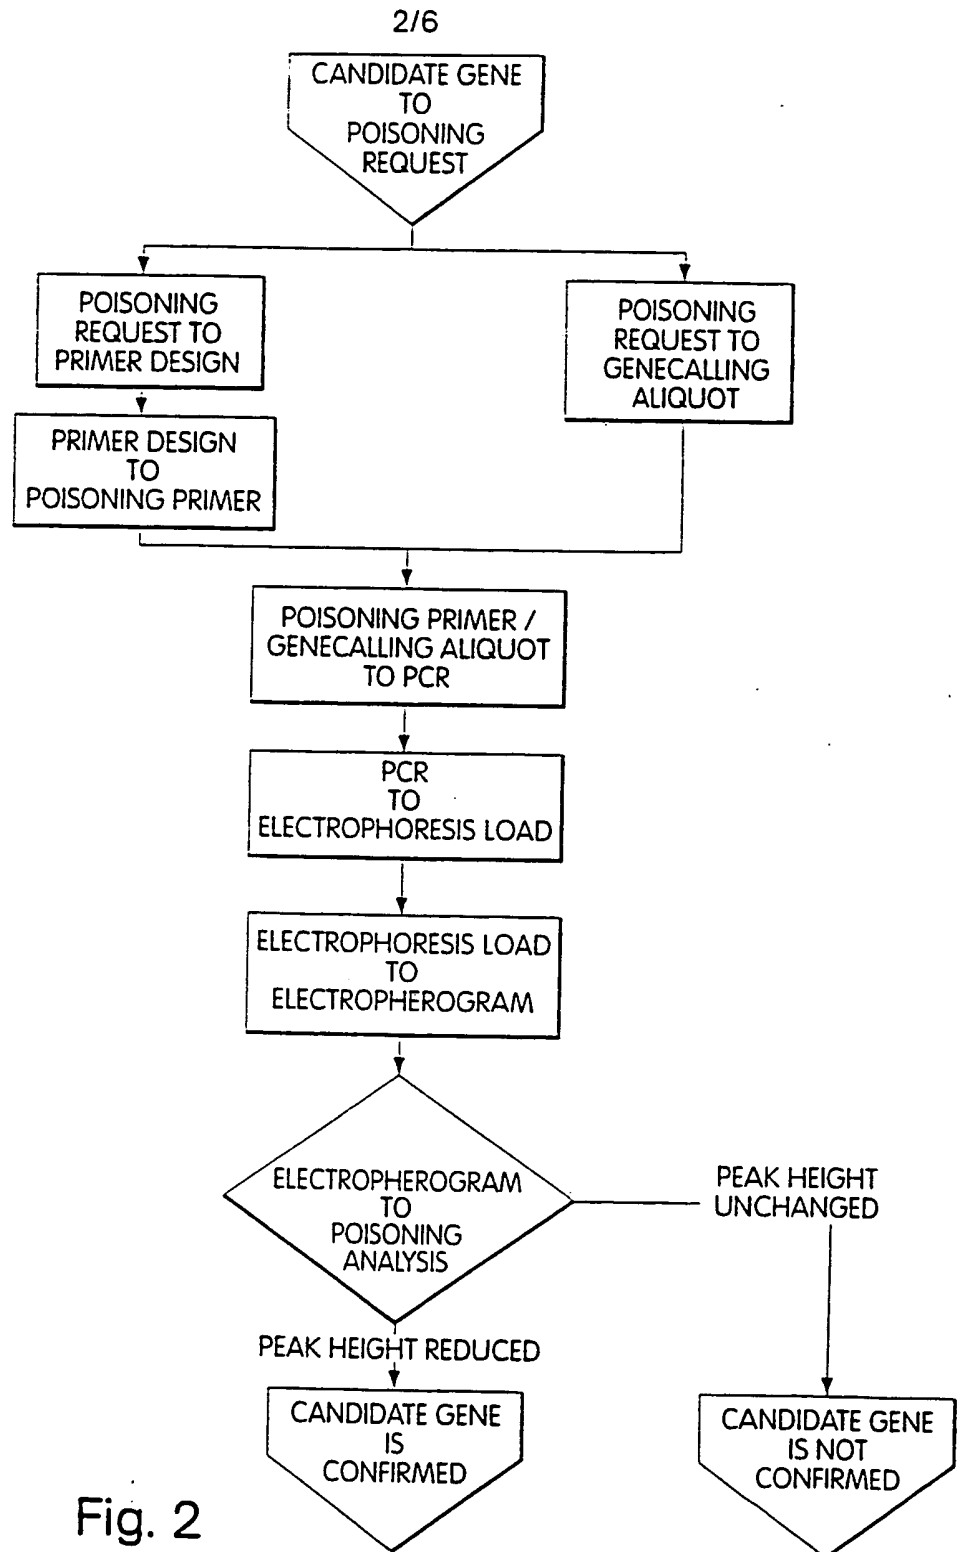 2/6
CANDIDATE GENE
TO
POISONING
REQUEST
POISONING
REQUEST TO
PRIMER DESIGN
POISONING
REQUEST TO
GENECALLING
ALIQUOT
PRIMER DESIGN
TO
POISONING PRIMER
POISONING PRIMER /
GENECALLING ALIQUOT
TO PCR
PCR
TO
ELECTROPHORESIS LOAD
ELECTROPHORESIS LOAD
TO
ELECTROPHEROGRAM
ELECTROPHEROGRAM
TO
POISONING
ANALYSIS
PEAK HEIGHT
UNCHANGED
PEAK HEIGHT REDUCED
CANDIDATE GENE
IS
CONFIRMED
CANDIDATE GENE
IS NOT
CONFIRMED
Fig. 2